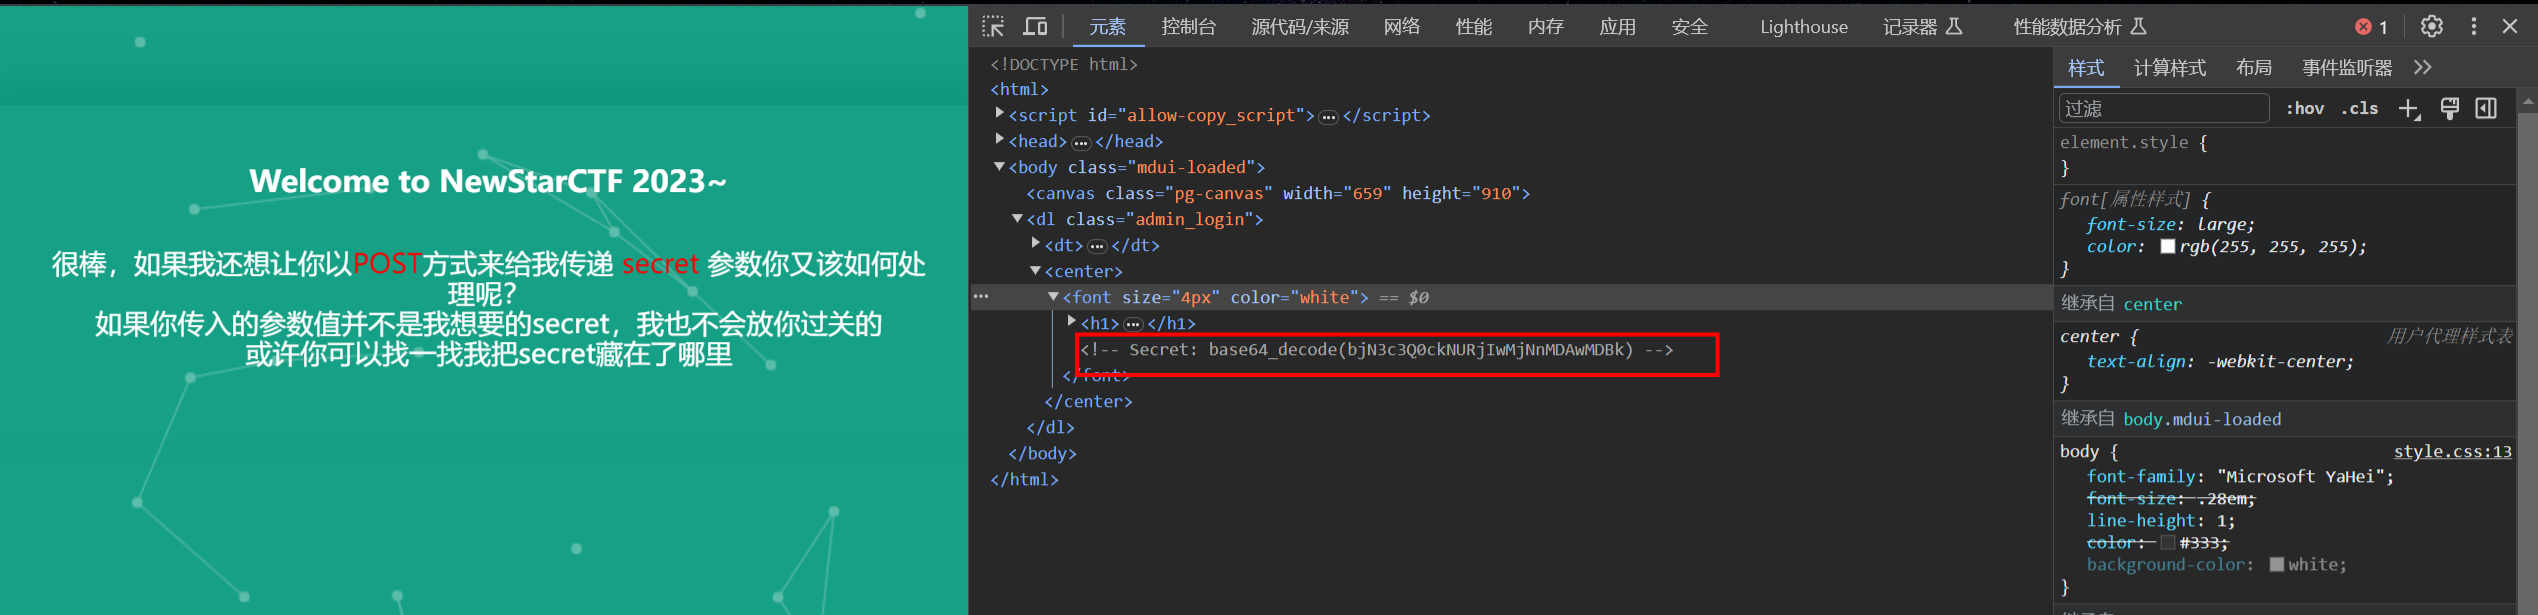 Welcome to NewStarCTF 2023~
很棒，如果我还想让你以POST方式来给我传递 secret 参数你又该如何处
理呢？
如果你传入的参数值并不是我想要的secret，我也不会放你过关的
或许你可以找一找我把secret藏在了哪里
元素 控制台 源代码/来源 网络 性能 内存 应用 安全 Lighthouse 记录器 性能数据分析 1
<!DOCTYPE html>
<html>
<script id="allow-copy_script"> … </script>
<head> … </head>
<body class="mdui-loaded">
<canvas class="pg-canvas" width="659" height="910">
<dl class="admin_login">
<dt> … </dt>
<center>
… <font size="4px" color="white"> == $0
<h1> … </h1>
<!-- Secret: base64_decode(bjN3c3Q0ckNURjIwMjNnMDAwMDBk) -->
</font>
</center>
</dl>
</body>
</html>
样式 计算样式 布局 事件监听器
过滤 :hov .cls
element.style {
}
font[属性样式] {
font-size: large;
color: rgb(255, 255, 255);
}
继承自 center
center { 用户代理样式表
text-align: -webkit-center;
}
继承自 body.mdui-loaded
body { style.css:13
font-family: "Microsoft YaHei";
font-size: .28em;
line-height: 1;
color: #333;
background-color: white;
}